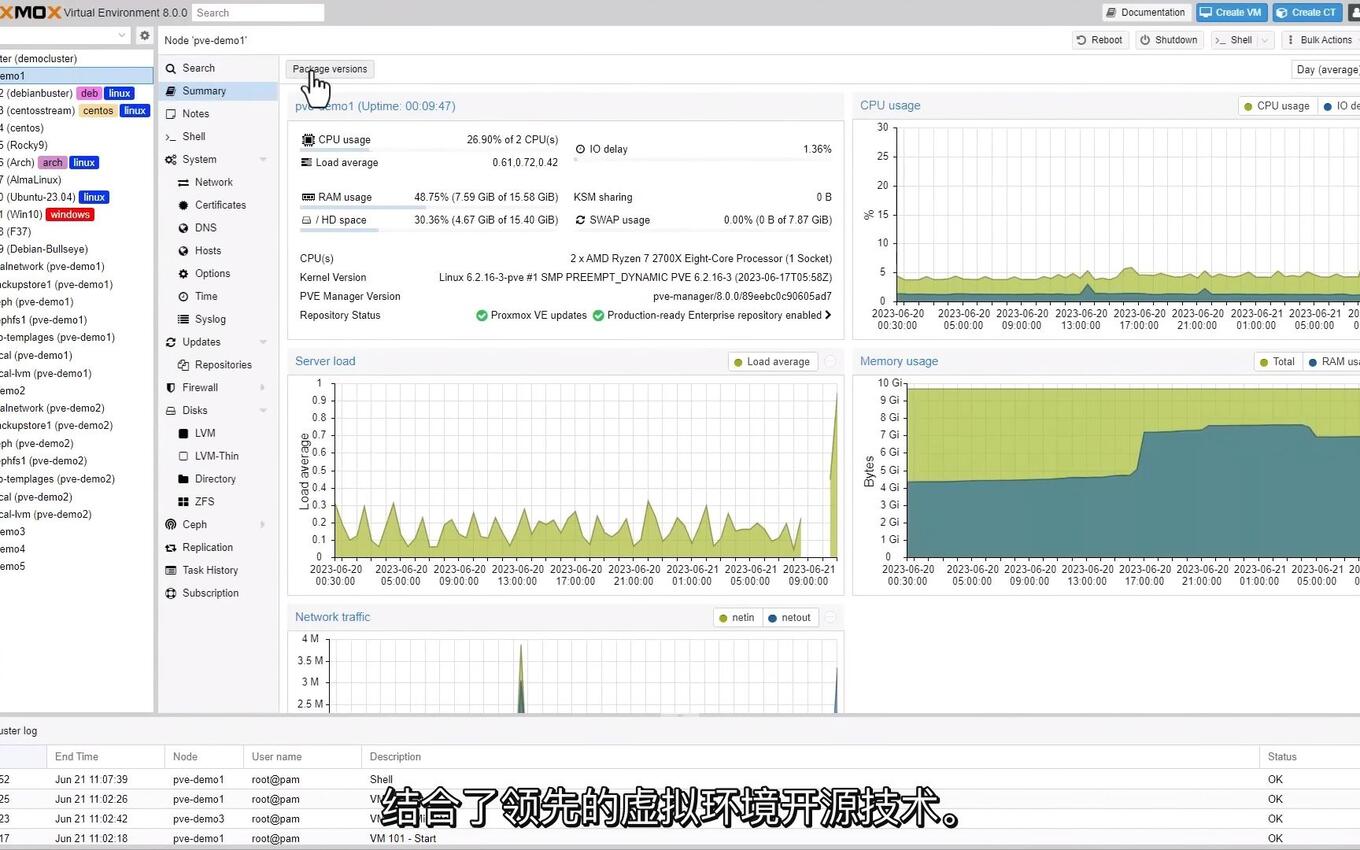 XMOX Virtual Environment 8.0.0 Search
Documentation Create VM Create CT
Node 'pve-demo1'
Reboot Shutdown Shell Bulk Actions
ter (democluster)
emo1
2 (debianbuster) deb linux
3 (centosstream) centos linux
4 (centos)
5 (Rocky9)
6 (Arch) arch linux
7 (AlmaLinux)
0 (Ubuntu-23.04) linux
1 (Win10) windows
3 (F37)
9 (Debian-Bullseye)
alnetwork (pve-demo1)
ackupstore1 (pve-demo1)
eph (pve-demo1)
ephfs1 (pve-demo1)
o-templages (pve-demo1)
cal (pve-demo1)
cal-lvm (pve-demo1)
emo2
alnetwork (pve-demo2)
ackupstore1 (pve-demo2)
eph (pve-demo2)
ephfs1 (pve-demo2)
o-templages (pve-demo2)
cal (pve-demo2)
cal-lvm (pve-demo2)
emo3
emo4
emo5
Search
Summary
Notes
Shell
System
Network
Certificates
DNS
Hosts
Options
Time
Syslog
Updates
Repositories
Firewall
Disks
LVM
LVM-Thin
Directory
ZFS
Ceph
Replication
Task History
Subscription
Package versions
Day (average)
pve-demo1 (Uptime: 00:09:47)
CPU usage 26.90% of 2 CPU(s)
IO delay 1.36%
Load average 0.61,0.72,0.42
RAM usage 48.75% (7.59 GiB of 15.58 GiB)
KSM sharing 0 B
/ HD space 30.36% (4.67 GiB of 15.40 GiB)
SWAP usage 0.00% (0 B of 7.87 GiB)
CPU(s) 2 x AMD Ryzen 7 2700X Eight-Core Processor (1 Socket)
Kernel Version Linux 6.2.16-3-pve #1 SMP PREEMPT_DYNAMIC PVE 6.2.16-3 (2023-06-17T05:58Z)
PVE Manager Version pve-manager/8.0.0/89eebc0c90605ad7
Repository Status Proxmox VE updates Production-ready Enterprise repository enabled
CPU usage
CPU usage IO de
30
25
20
15
10
5
0
%
2023-06-20 2023-06-20 2023-06-20 2023-06-20 2023-06-20 2023-06-20 2023-06-21 2023-06-21 2
00:30:00 05:00:00 09:00:00 13:00:00 17:00:00 21:00:00 01:00:00 05:00:00 0
Server load
Load average
1
0.9
0.8
0.7
0.6
0.5
0.4
0.3
0.2
0.1
0
Load average
2023-06-20 2023-06-20 2023-06-20 2023-06-20 2023-06-20 2023-06-20 2023-06-21 2023-06-21 2023-06-21
00:30:00 05:00:00 09:00:00 13:00:00 17:00:00 21:00:00 01:00:00 05:00:00 09:00:00
Memory usage
Total RAM usa
10 Gi
9 Gi
8 Gi
7 Gi
6 Gi
5 Gi
4 Gi
3 Gi
2 Gi
1 Gi
0
Bytes
2023-06-20 2023-06-20 2023-06-20 2023-06-20 2023-06-20 2023-06-20 2023-06-21 2023-06-21 2
00:30:00 05:00:00 09:00:00 13:00:00 17:00:00 21:00:00 01:00:00 05:00:00 0
Network traffic
netin netout
4 M
3.5 M
3 M
2.5 M
uster log
End Time Node User name Description Status
52 Jun 21 11:07:39 pve-demo1 root@pam Shell OK
25 Jun 21 11:02:26 pve-demo1 root@pam OK
23 Jun 21 11:02:42 pve-demo3 root@pam OK
17 Jun 21 11:02:18 pve-demo1 root@pam VM 101 - Start OK
结合了领先的虚拟环境开源技术。